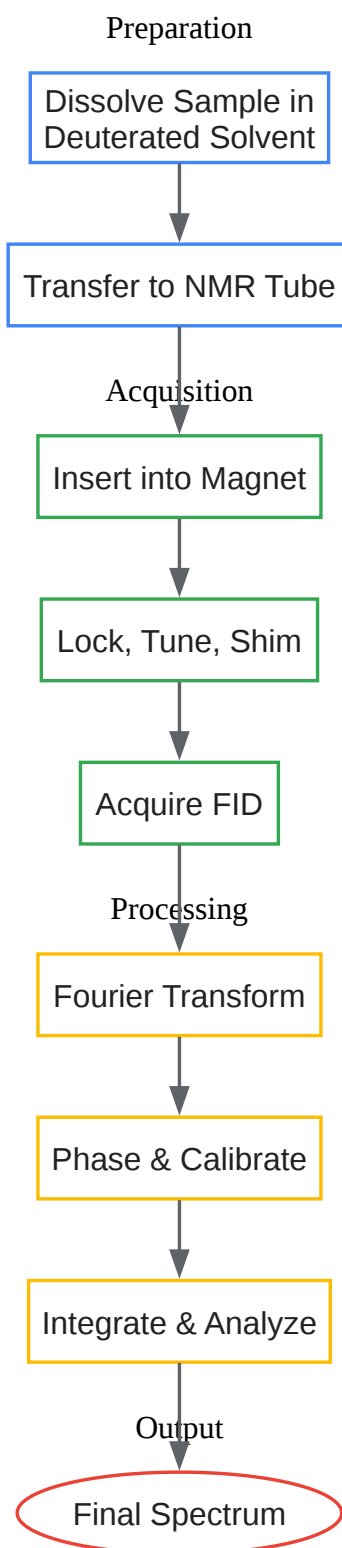 Preparation
Dissolve Sample in
Deuterated Solvent
Transfer to NMR Tube
Acquisition
Insert into Magnet
Lock, Tune, Shim
Acquire FID
Processing
Fourier Transform
Phase & Calibrate
Integrate & Analyze
Output
Final Spectrum